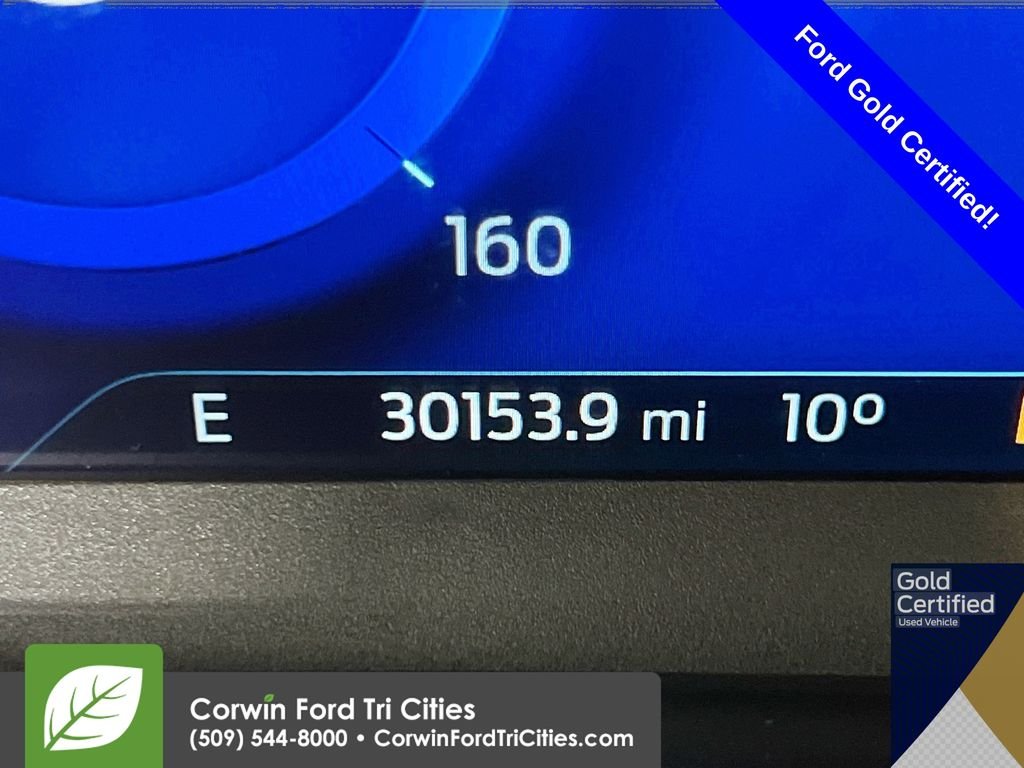 Ford Gold Certified!
160
E 30153.9 mi 10º
Gold
Certified
Used Vehicle
Corwin Ford Tri Cities
(509) 544-8000 • CorwinFordTriCities.com